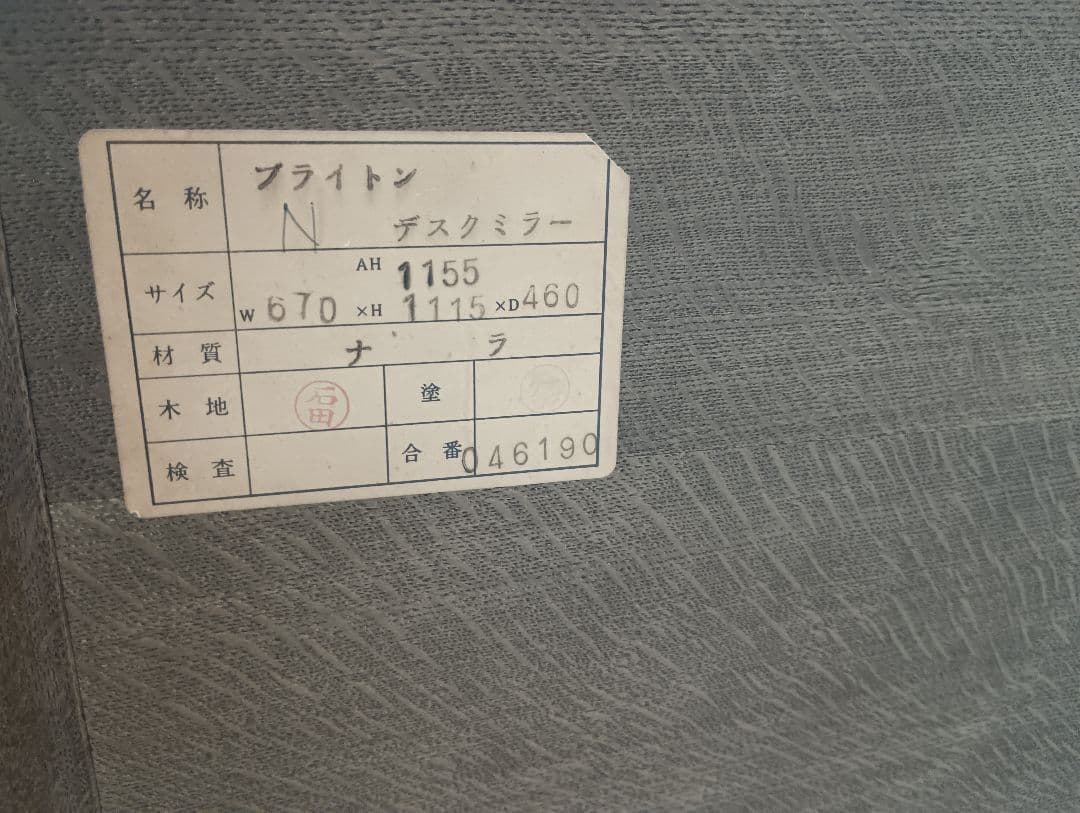 名称 ブライトン
N デスクミラー
サイズ AH 1155
W 670 ×H 1115 ×D 460
材質 ナラ
木地 石田 塗
検査 合番 046190